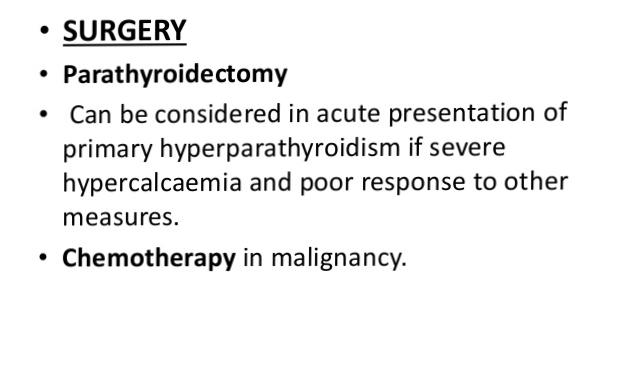 • SURGERY
• Parathyroidectomy
• Can be considered in acute presentation of
primary hyperparathyroidism if severe
hypercalcaemia and poor response to other
measures.
• Chemotherapy in malignancy.